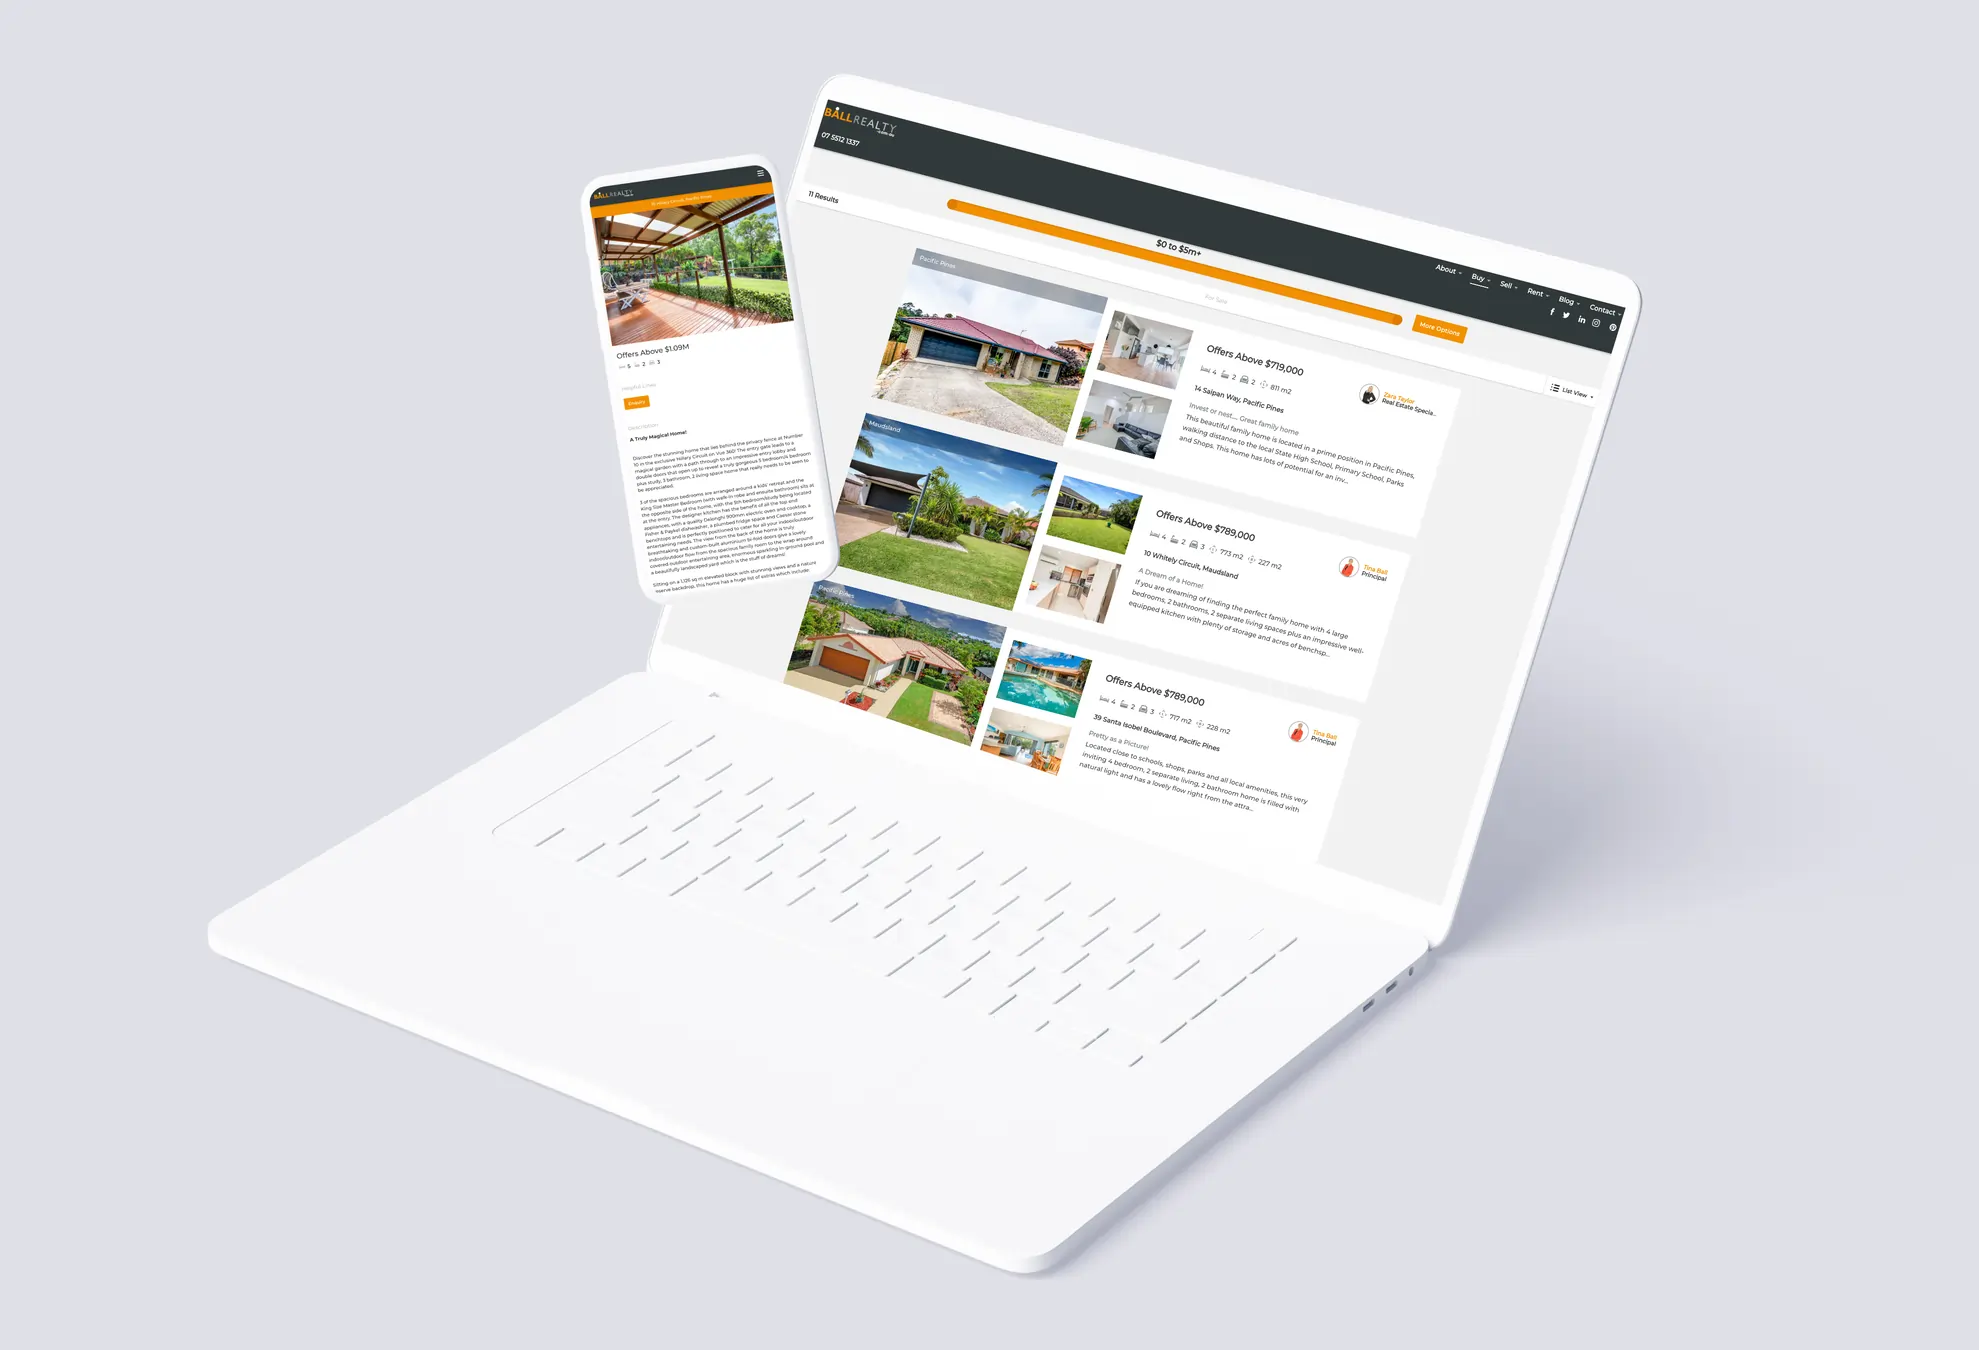 BALLREALTY
.com.au
07 5512 1337
About
Buy
Sell
Rent
Blog
Contact
11 Results
$0 to $5m+
For Sale
More Options
List View
Pacific Pines
Offers Above $719,000
4 2 2 811 m2
14 Saipan Way, Pacific Pines
Zara Taylor
Real Estate Specia...
Invest or nest.... Great family home
This beautiful family home is located in a prime position in Pacific Pines,
walking distance to the local State High School, Primary School, Parks
and Shops. This home has lots of potential for an inv...
Maudsland
Offers Above $789,000
4 2 3 773 m2 227 m2
10 Whitely Circuit, Maudsland
Tina Ball
Principal
A Dream of a Home!
If you are dreaming of finding the perfect family home with 4 large
bedrooms, 2 bathrooms, 2 separate living spaces plus an impressive well-
equipped kitchen with plenty of storage and acres of benchsp...
Pacific Pines
Offers Above $789,000
4 2 3 717 m2 228 m2
39 Santa Isobel Boulevard, Pacific Pines
Tina Ball
Principal
Pretty as a Picture!
Located close to schools, shops, parks and all local amenities, this very
inviting 4 bedroom, 2 separate living, 2 bathroom home is filled with
natural light and has a lovely flow right from the attra...
BALLREALTY
10 Hillary Circuit, Pacific Pines
Offers Above $1.09M
5 2 3
Helpful Links
Enquiry
Description
A Truly Magical Home!
Discover the stunning home that lies behind the privacy fence at Number
10 in the exclusive Hillary Circuit on Vue 360! The entry gate leads to a
magical garden with a path through to an impressive entry lobby and
double doors that open up to reveal a truly gorgeous 5 bedroom/4 bedroom
plus study, 3 bathroom, 2 living space home that really needs to be seen to
be appreciated.
3 of the spacious bedrooms are arranged around a kids' retreat and the
King Size Master Bedroom (with walk in robe and ensuite bathroom) sits at
the opposite side of the home, with the 5th bedroom/study being located
at the entry. The designer kitchen has the benefit of all the top end
appliances, with a quality Delonghi 900mm electric oven and cooktop, a
Fisher & Paykel dishwasher, a plumbed fridge space and Caesar stone
benchtops and is perfectly positioned to cater for all your indoor/outdoor
entertaining needs. The view from the back of the home is truly
breathtaking and custom-built aluminium bi-fold doors give a lovely
indoor/outdoor flow from the spacious family room to the wrap around
covered outdoor entertaining area, enormous sparkling in-ground pool and
a beautifully landscaped yard which is the stuff of dreams!
Sitting on a 1,126 sq m elevated block with stunning views and a nature
reserve backdrop, this home has a huge list of extras which include: